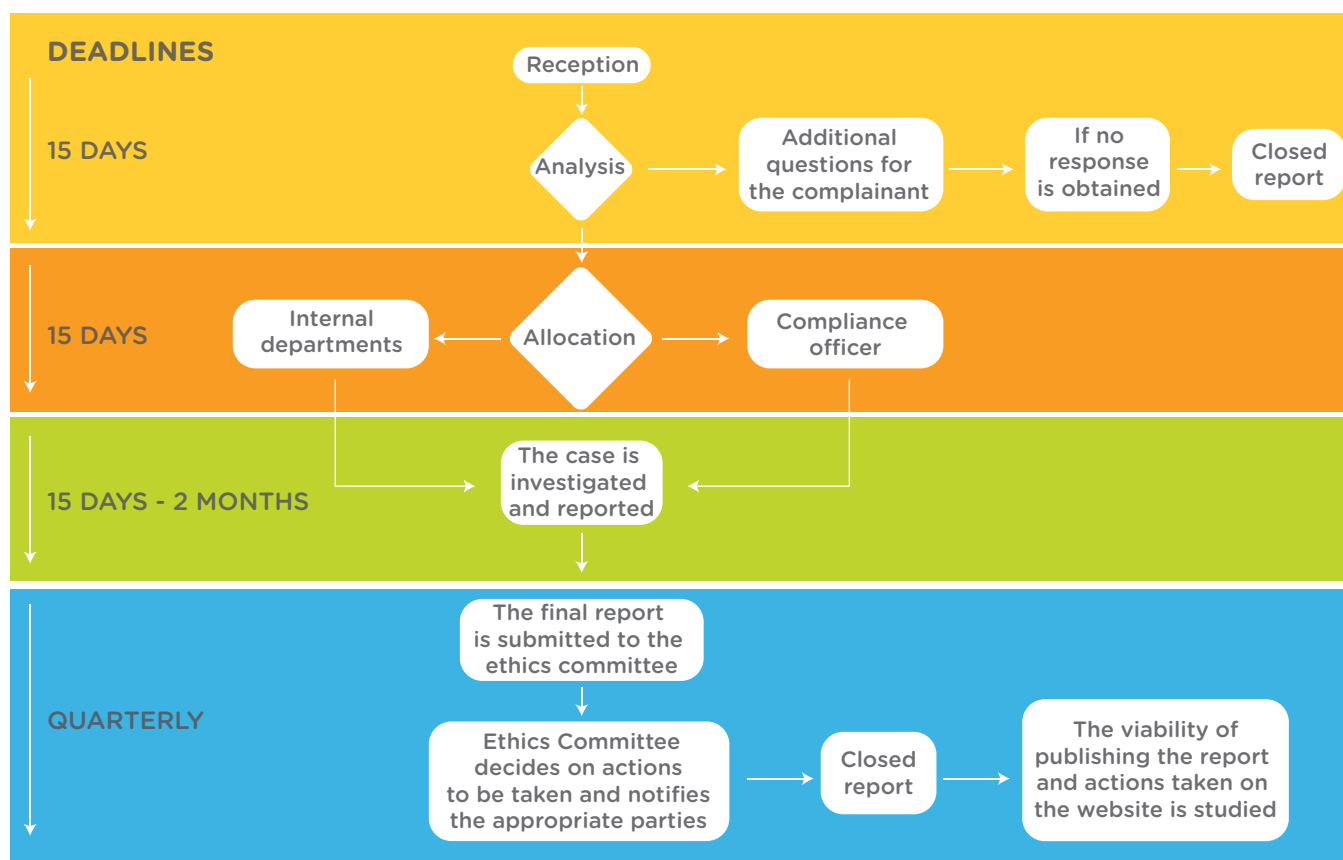 DEADLINES
Reception
15 DAYS
Analysis
Additional
questions for
the complainant
If no
response
is obtained
Closed
report
15 DAYS
Internal
departments
Allocation
Compliance
officer
15 DAYS - 2 MONTHS
The case is
investigated
and reported
QUARTERLY
The final report
is submitted to the
ethics committee
Ethics Committee
decides on actions
to be taken and notifies
the appropriate parties
Closed
report
The viability of
publishing the report
and actions taken on
the website is studied